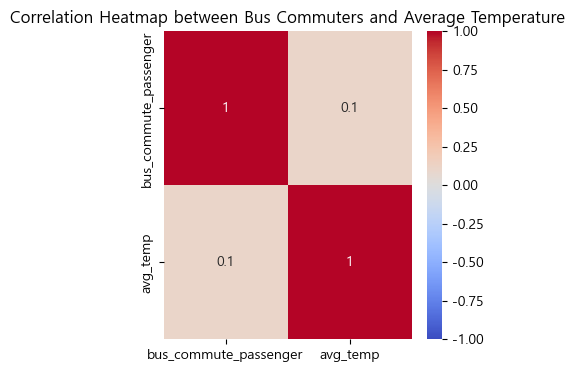 Correlation Heatmap between Bus Commuters and Average Temperature
bus_commute_passenger
avg_temp
1
0.1
0.1
1
bus_commute_passenger
avg_temp
1.00
0.75
0.50
0.25
0.00
-0.25
-0.50
-0.75
-1.00